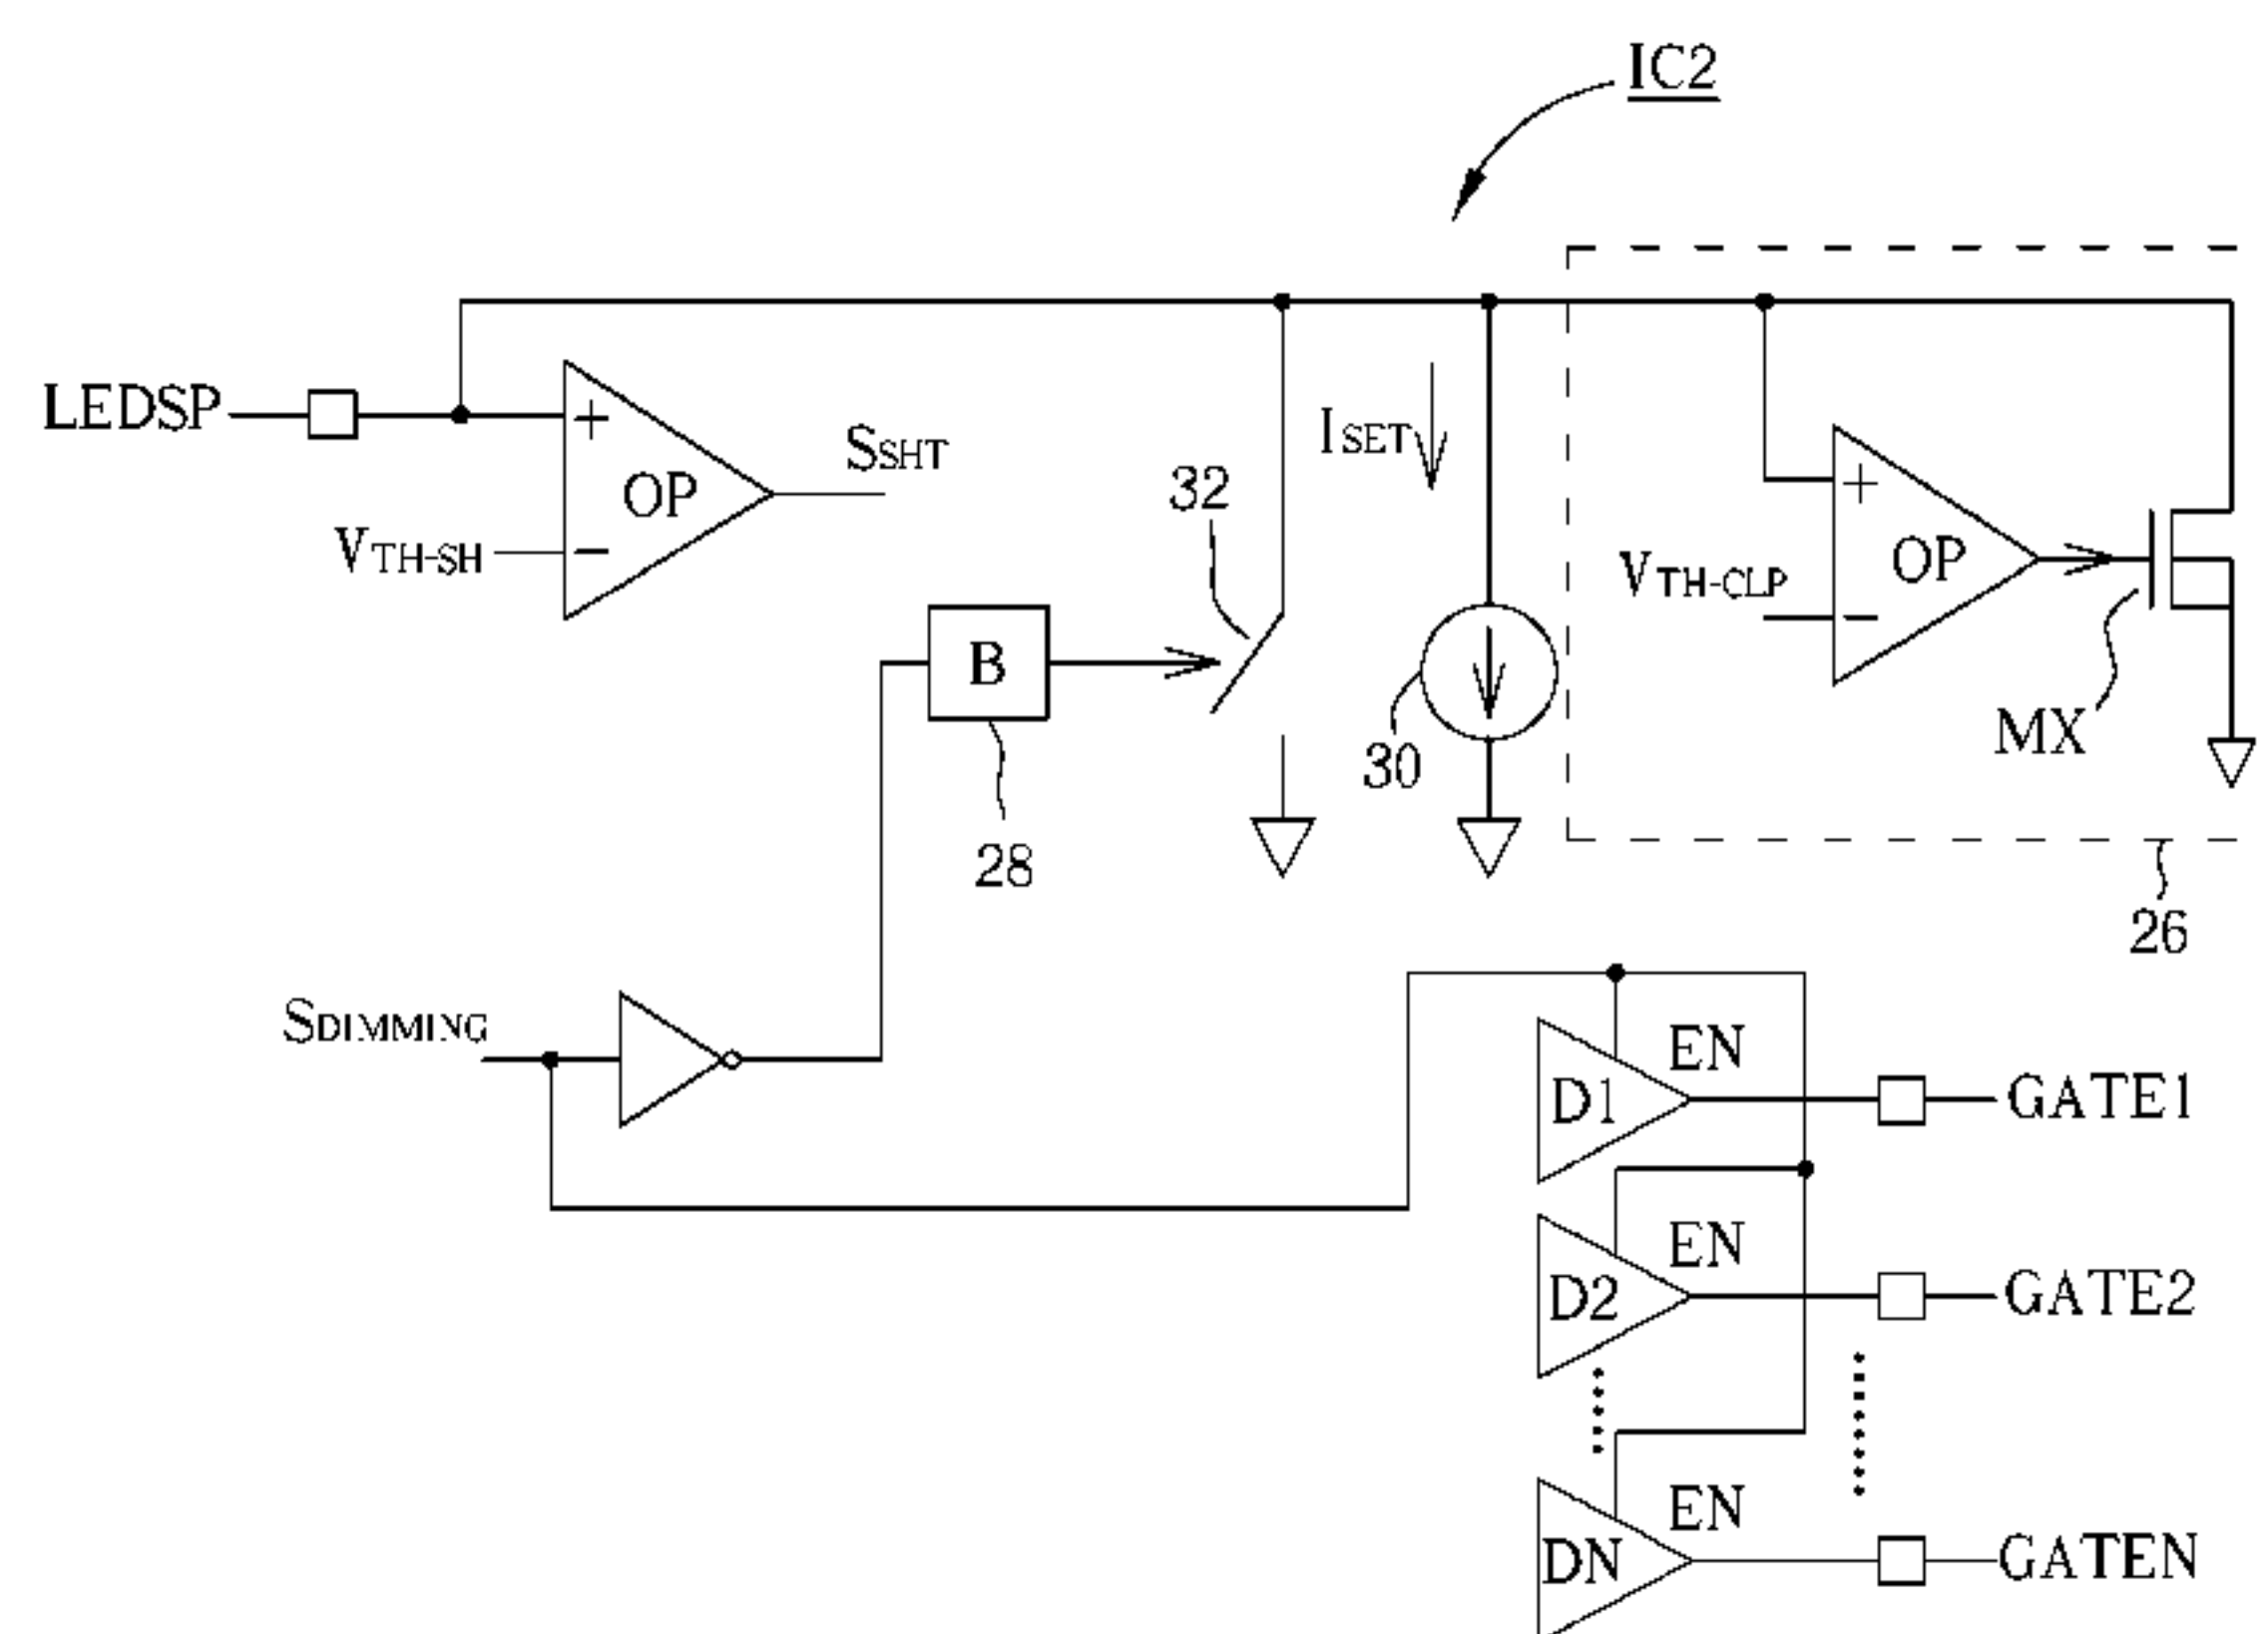 IC2
LEDSP
+
OP
−
SSHT
VTH-SH
32
ISET
B
28
30
+
OP
−
VTH-CLP
MX
26
SDIMMING
EN
D1
GATE1
EN
D2
GATE2
EN
DN
GATEN